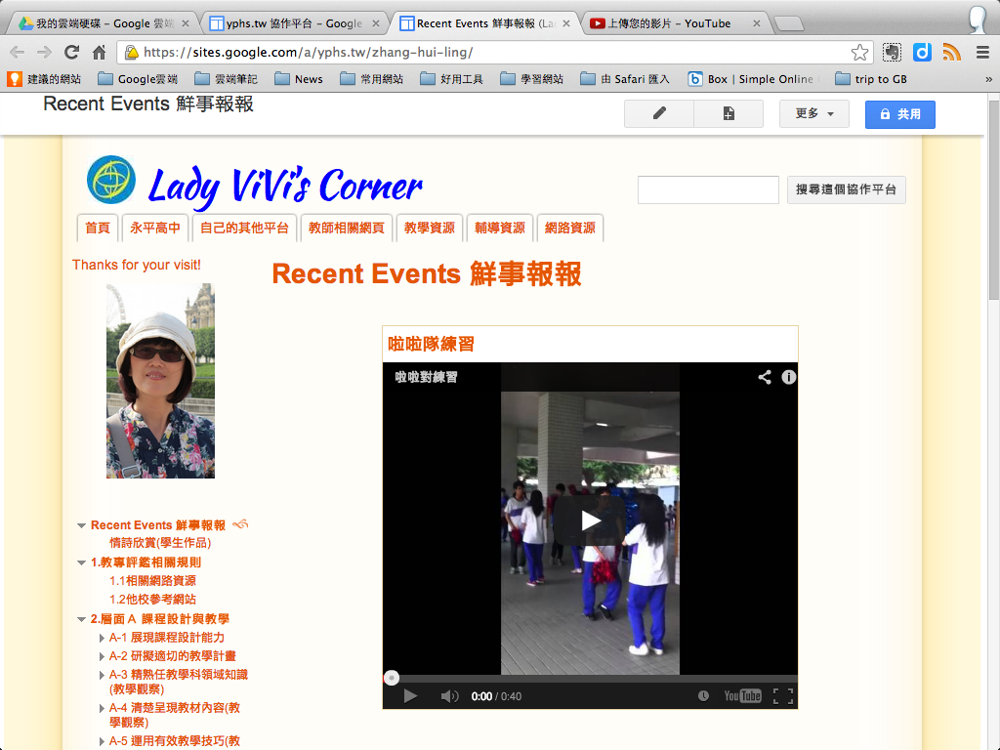 我的雲端硬碟 - Google 雲端
yphs.tw 協作平台 - Google
Recent Events 鮮事報報 (La
上傳您的影片 - YouTube
https://sites.google.com/a/yphs.tw/zhang-hui-ling/
建議的網站 Google雲端 雲端筆記 News 常用網站 好用工具 學習網站 由 Safari 匯入 Box | Simple Online trip to GB »
Recent Events 鮮事報報
更多
共用
Lady ViVi's Corner
搜尋這個協作平台
首頁 永平高中 自己的其他平台 教師相關網頁 教學資源 輔導資源 網路資源
Thanks for your visit!
Recent Events 鮮事報報
啦啦隊練習
啦啦對練習
0:00 / 0:40
YouTube
Recent Events 鮮事報報
情詩欣賞(學生作品)
1.教專評鑑相關規則
1.1相關網路資源
1.2他校參考網站
2.層面A 課程設計與教學
A-1 展現課程設計能力
A-2 研擬適切的教學計畫
A-3 精熟任教學科領域知識
(教學觀察)
A-4 清楚呈現教材內容(教
學觀察)
A-5 運用有效教學技巧(教